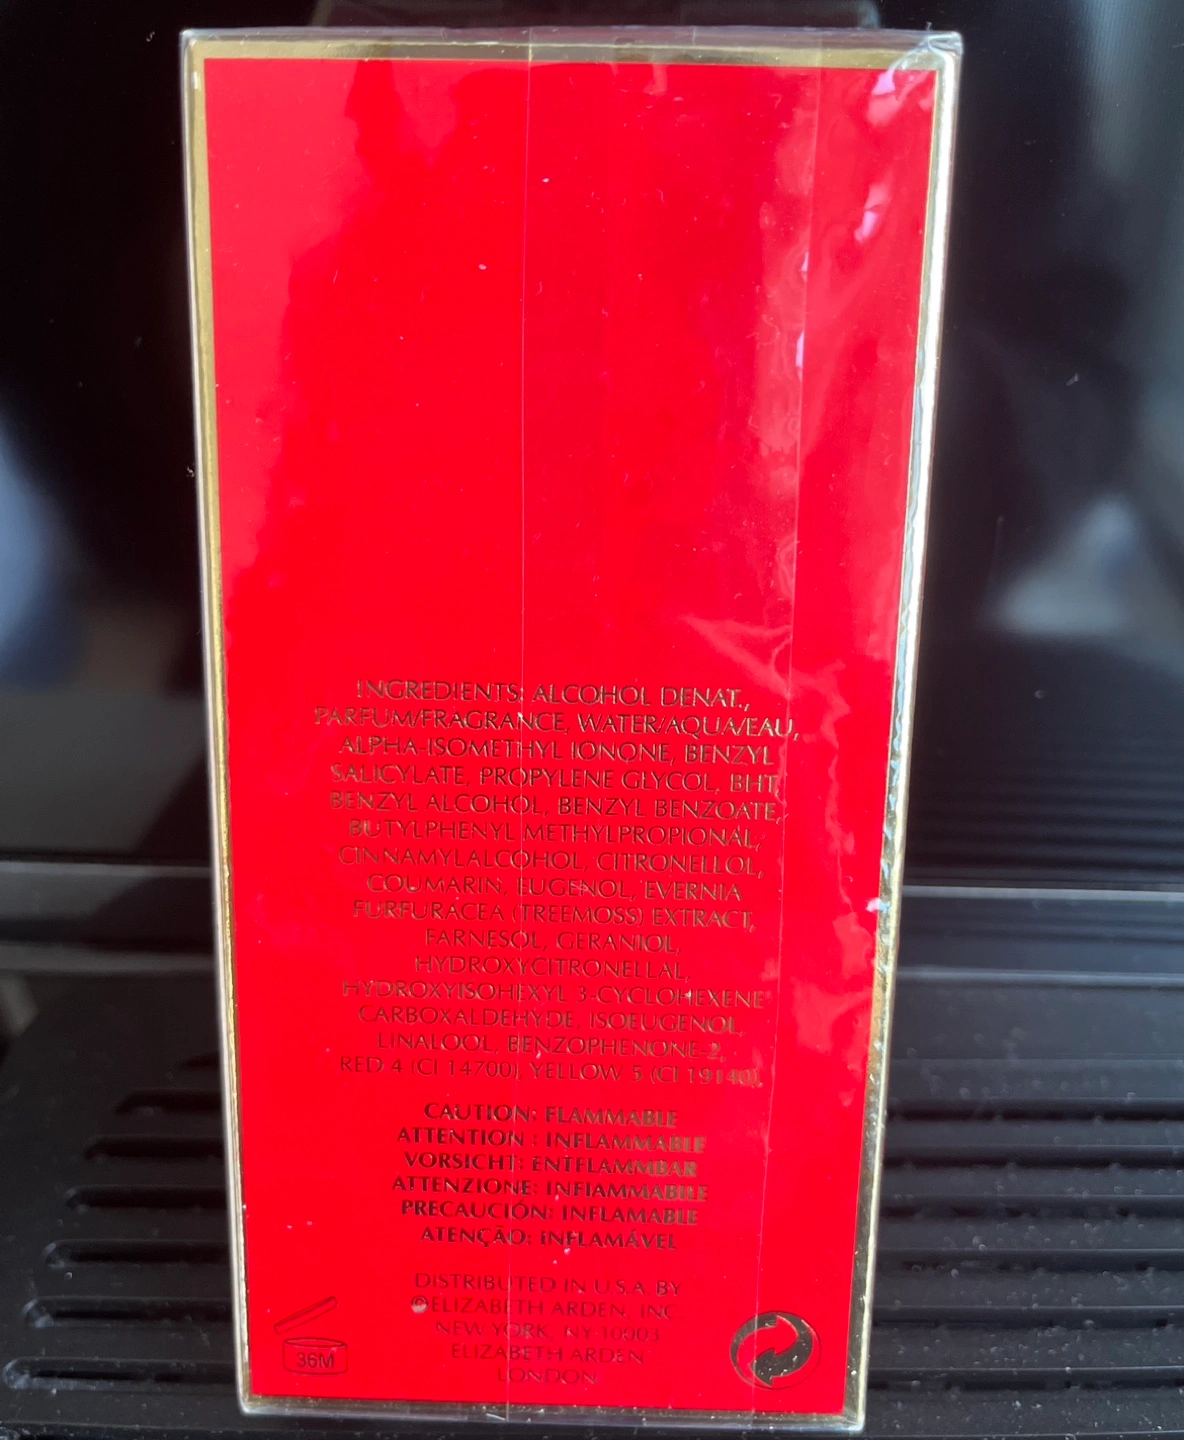 INGREDIENTS: ALCOHOL DENAT.,
PARFUM/FRAGRANCE, WATER/AQUA/EAU,
ALPHA-ISOMETHYL IONONE, BENZYL
SALICYLATE, PROPYLENE GLYCOL, BHT,
BENZYL ALCOHOL, BENZYL BENZOATE,
BUTYLPHENYL METHYLPROPIONAL,
CINNAMYLALCOHOL, CITRONELLOL,
COUMARIN, EUGENOL, EVERNIA
FURFURACEA (TREEMOSS) EXTRACT,
FARNESOL, GERANIOL,
HYDROXYCITRONELLAL,
HYDROXYISOHEXYL 3-CYCLOHEXENE
CARBOXALDEHYDE, ISOEUGENOL,
LINALOOL, BENZOPHENONE-2,
RED 4 (CI 14700), YELLOW 5 (CI 19140).
CAUTION: FLAMMABLE
ATTENTION : INFLAMMABLE
VORSICHT: ENTFLAMMBAR
ATTENZIONE: INFIAMMABILE
PRECAUCIÓN: INFLAMABLE
ATENÇÃO: INFLAMÁVEL
DISTRIBUTED IN U.S.A. BY
©ELIZABETH ARDEN, INC
NEW YORK, NY 10003
ELIZABETH ARDEN
LONDON
36M